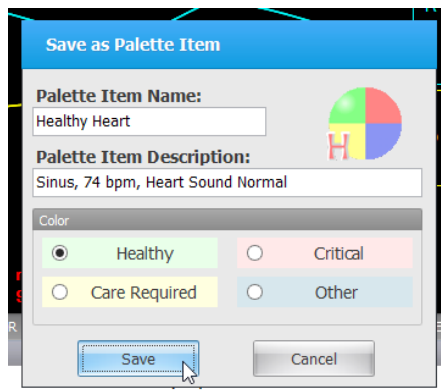 Save as Palette Item
Palette Item Name:
Healthy Heart
H
Palette Item Description:
Sinus, 74 bpm, Heart Sound Normal
Color
Healthy
Critical
Care Required
Other
Save
Cancel